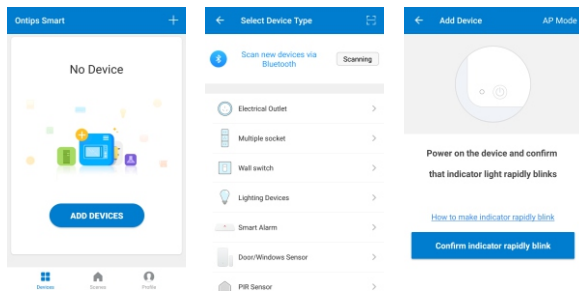 Ontips Smart
No Device
ADD DEVICES
Devices
Scenes
Profile
Select Device Type
Scan new devices via
Bluetooth
Scanning
Electrical Outlet
Multiple socket
Wall switch
Lighting Devices
Smart Alarm
Door/Windows Sensor
PIR Sensor
Add Device
AP Mode
Power on the device and confirm
that indicator light rapidly blinks
How to make indicator rapidly blink
Confirm indicator rapidly blink